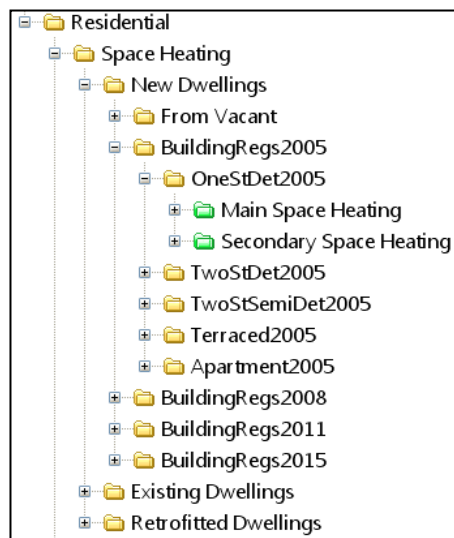 Residential
Space Heating
New Dwellings
From Vacant
BuildingRegs2005
OneStDet2005
Main Space Heating
Secondary Space Heating
TwoStDet2005
TwoStSemiDet2005
Terraced2005
Apartment2005
BuildingRegs2008
BuildingRegs2011
BuildingRegs2015
Existing Dwellings
Retrofitted Dwellings